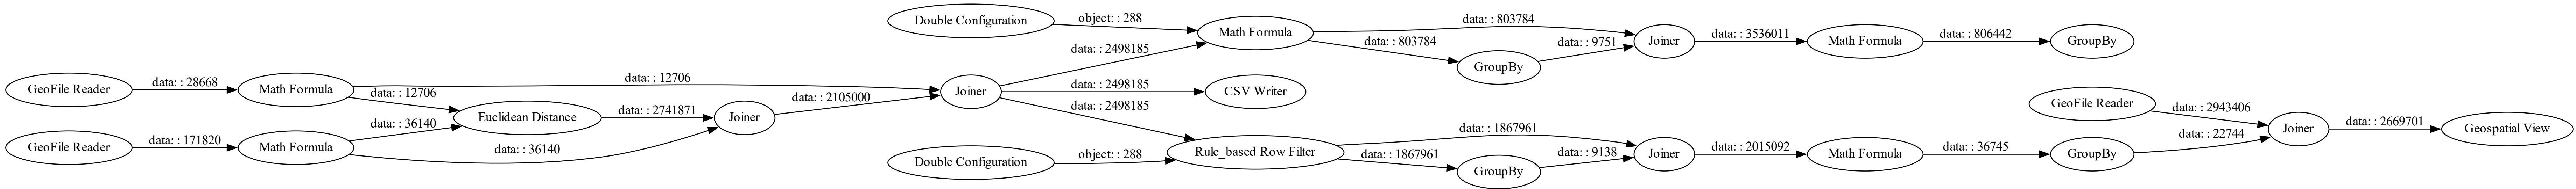 Double Configuration
object: : 288
Math Formula
data: : 803784
data: : 803784
GroupBy
data: : 9751
Joiner
data: : 3536011
Math Formula
data: : 806442
GroupBy
GeoFile Reader
data: : 28668
Math Formula
data: : 12706
data: : 12706
GeoFile Reader
data: : 171820
Math Formula
data: : 36140
data: : 36140
Euclidean Distance
data: : 2741871
Joiner
data: : 2105000
Joiner
data: : 2498185
data: : 2498185
data: : 2498185
CSV Writer
Double Configuration
object: : 288
Rule_based Row Filter
data: : 1867961
data: : 1867961
GroupBy
data: : 9138
Joiner
data: : 2015092
Math Formula
data: : 36745
GroupBy
data: : 22744
GeoFile Reader
data: : 2943406
Joiner
data: : 2669701
Geospatial View